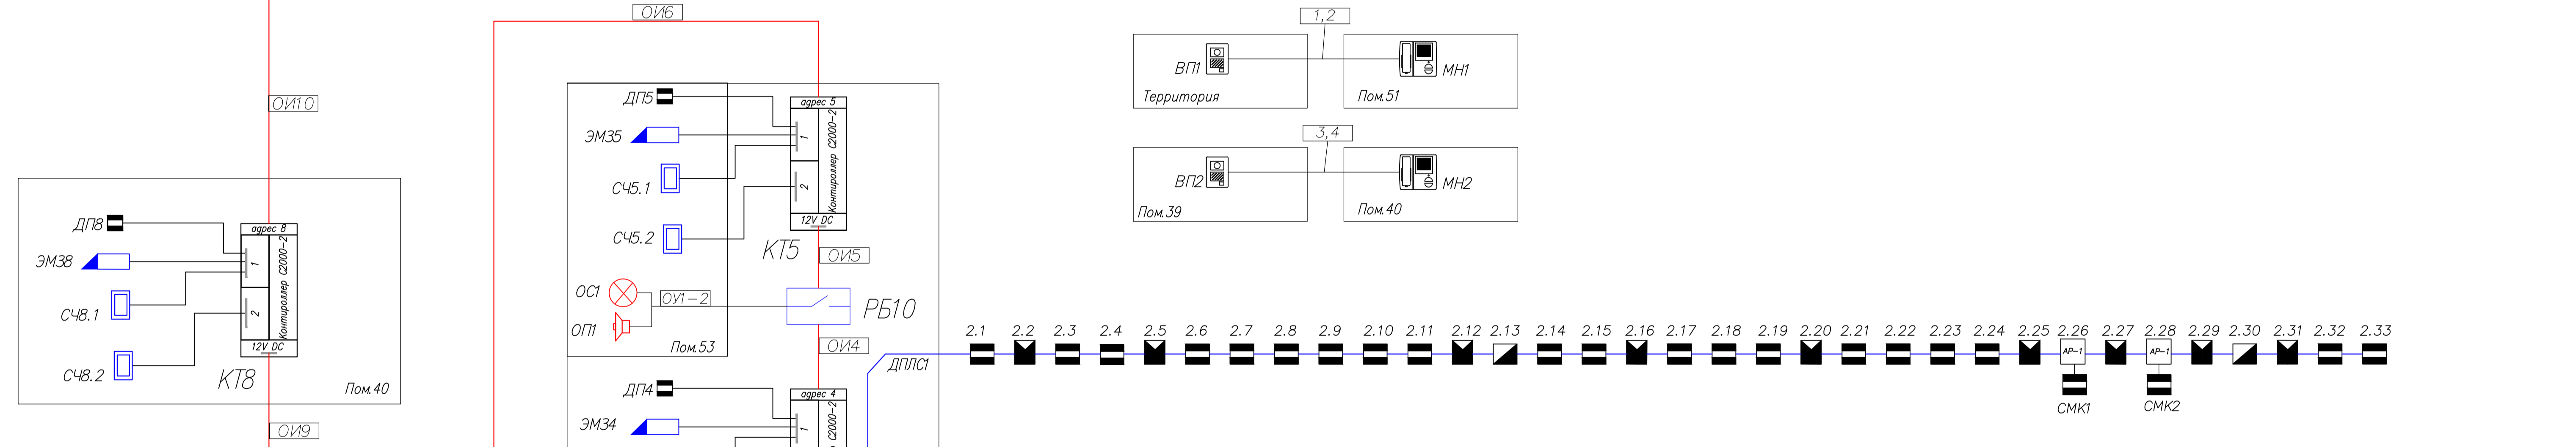 ОИ10
ДП8
ЭМЗ8
СЧ8.1
СЧ8.2
адрес 8
1
2
Контироллер С2000-2
12V DC
КТ8
Пом.40
ОИ9
ОИ6
ДП5
ЭМЗ5
СЧ5.1
СЧ5.2
адрес 5
1
2
Контироллер С2000-2
12V DC
КТ5
ОИ5
ОС1
ОП1
ОУ1-2
РБ10
Пом.53
ОИ4
ДПЛС1
ДП4
ЭМЗ4
адрес 4
1
С2000-2
1,2
ВП1
МН1
Территория
Пом.51
3,4
ВП2
МН2
Пом.39
Пом.40
2.1 2.2 2.3 2.4 2.5 2.6 2.7 2.8 2.9 2.10 2.11 2.12 2.13 2.14 2.15 2.16 2.17 2.18 2.19 2.20 2.21 2.22 2.23 2.24 2.25 2.26 2.27 2.28 2.29 2.30 2.31 2.32 2.33
АР-1 АР-1
СМК1 СМК2